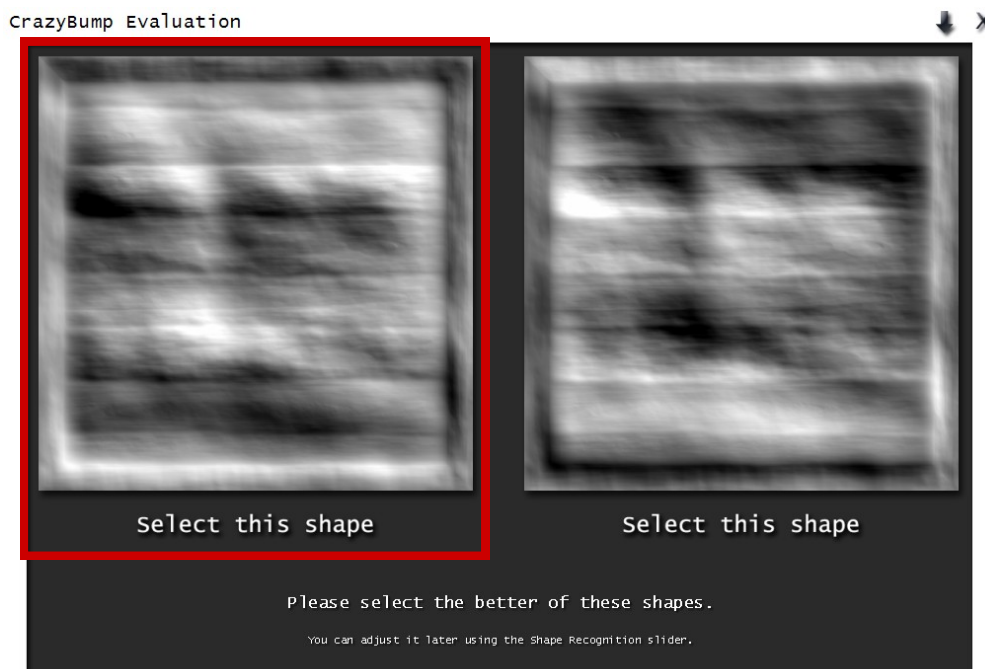 CrazyBump Evaluation
Select this shape
Select this shape
Please select the better of these shapes.
You can adjust it later using the Shape Recognition slider.